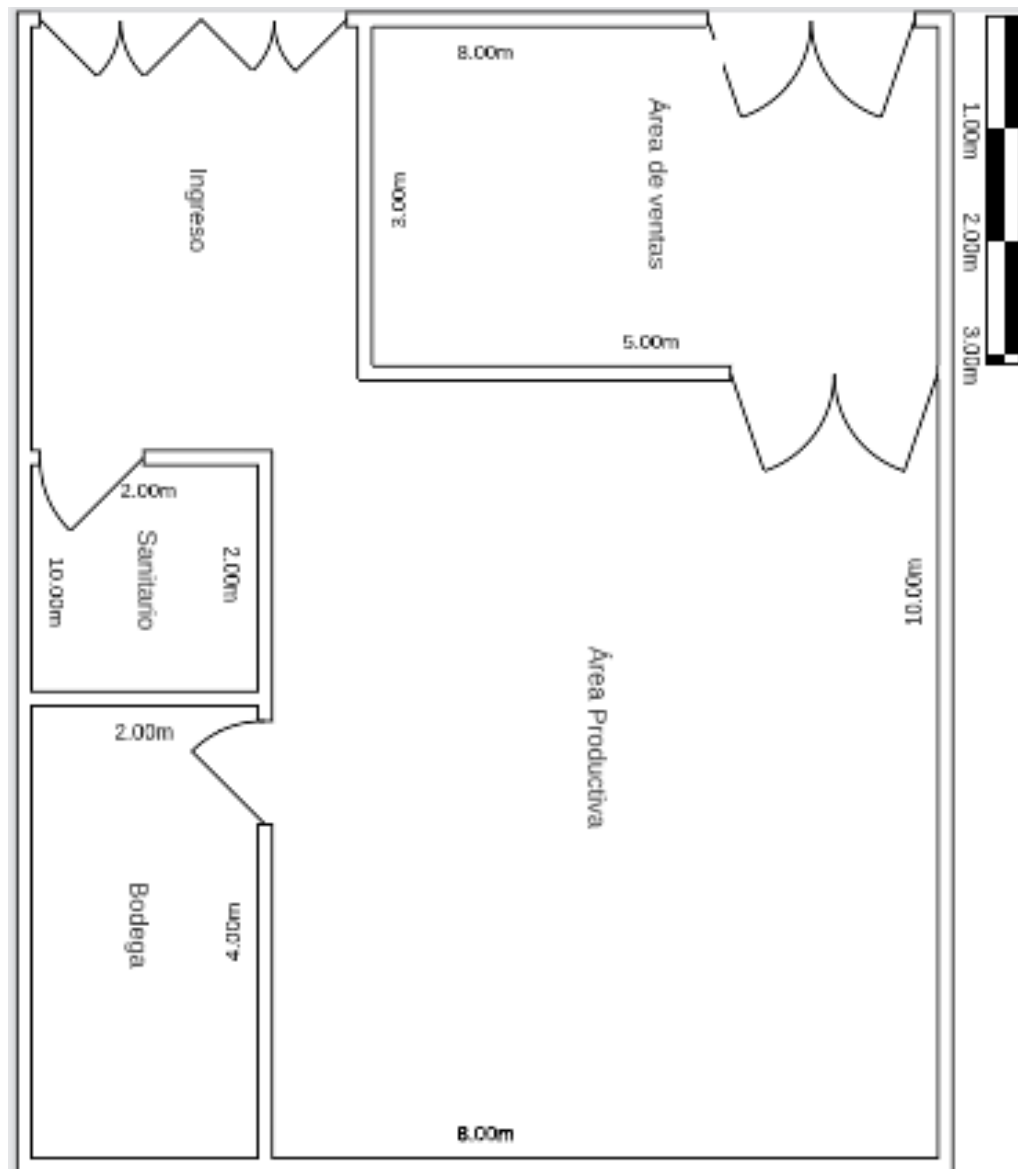 8.00m
Área de ventas
1.00m
Ingreso
3.00m
2.00m
5.00m
3.00m
2.00m
Sanitario
2.00m
10.00m
10.00m
Área Productiva
2.00m
Bodega
4.00m
8.00m